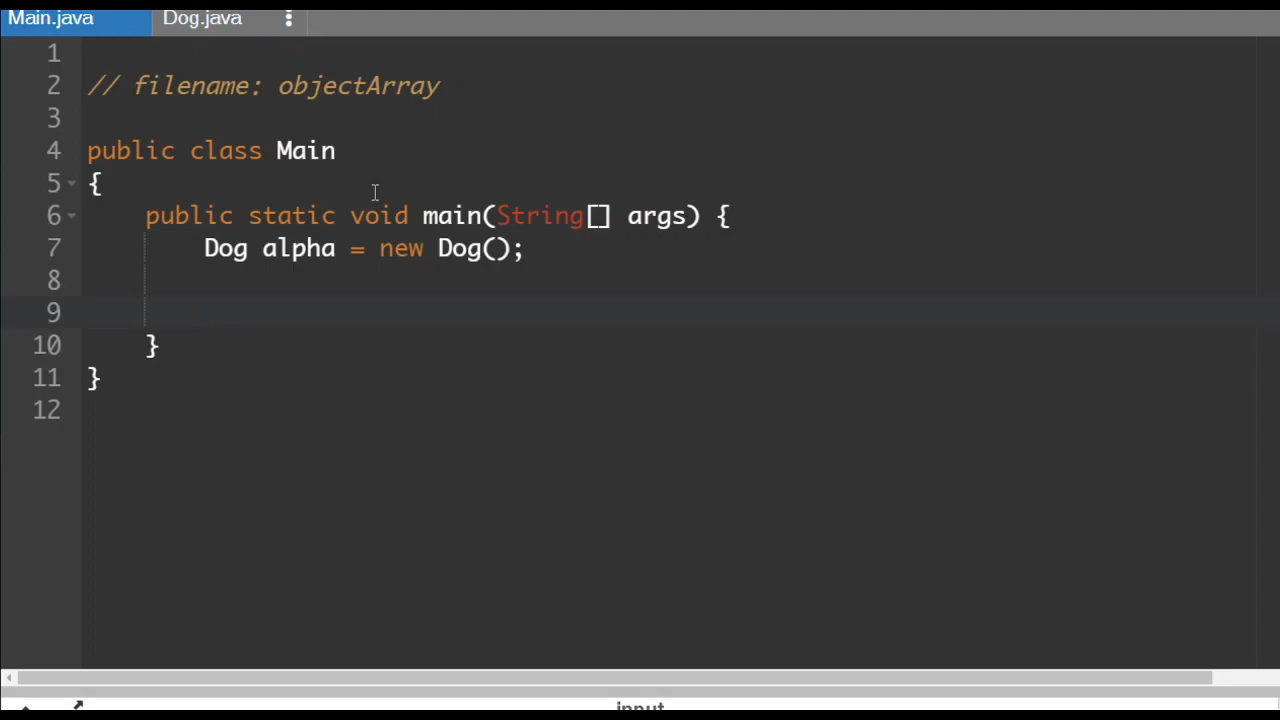 Main.java Dog.java
1
2 // filename: objectArray
3
4 public class Main
5 {
6 public static void main(String[] args) {
7 Dog alpha = new Dog();
8
9
10 }
11 }
12
input